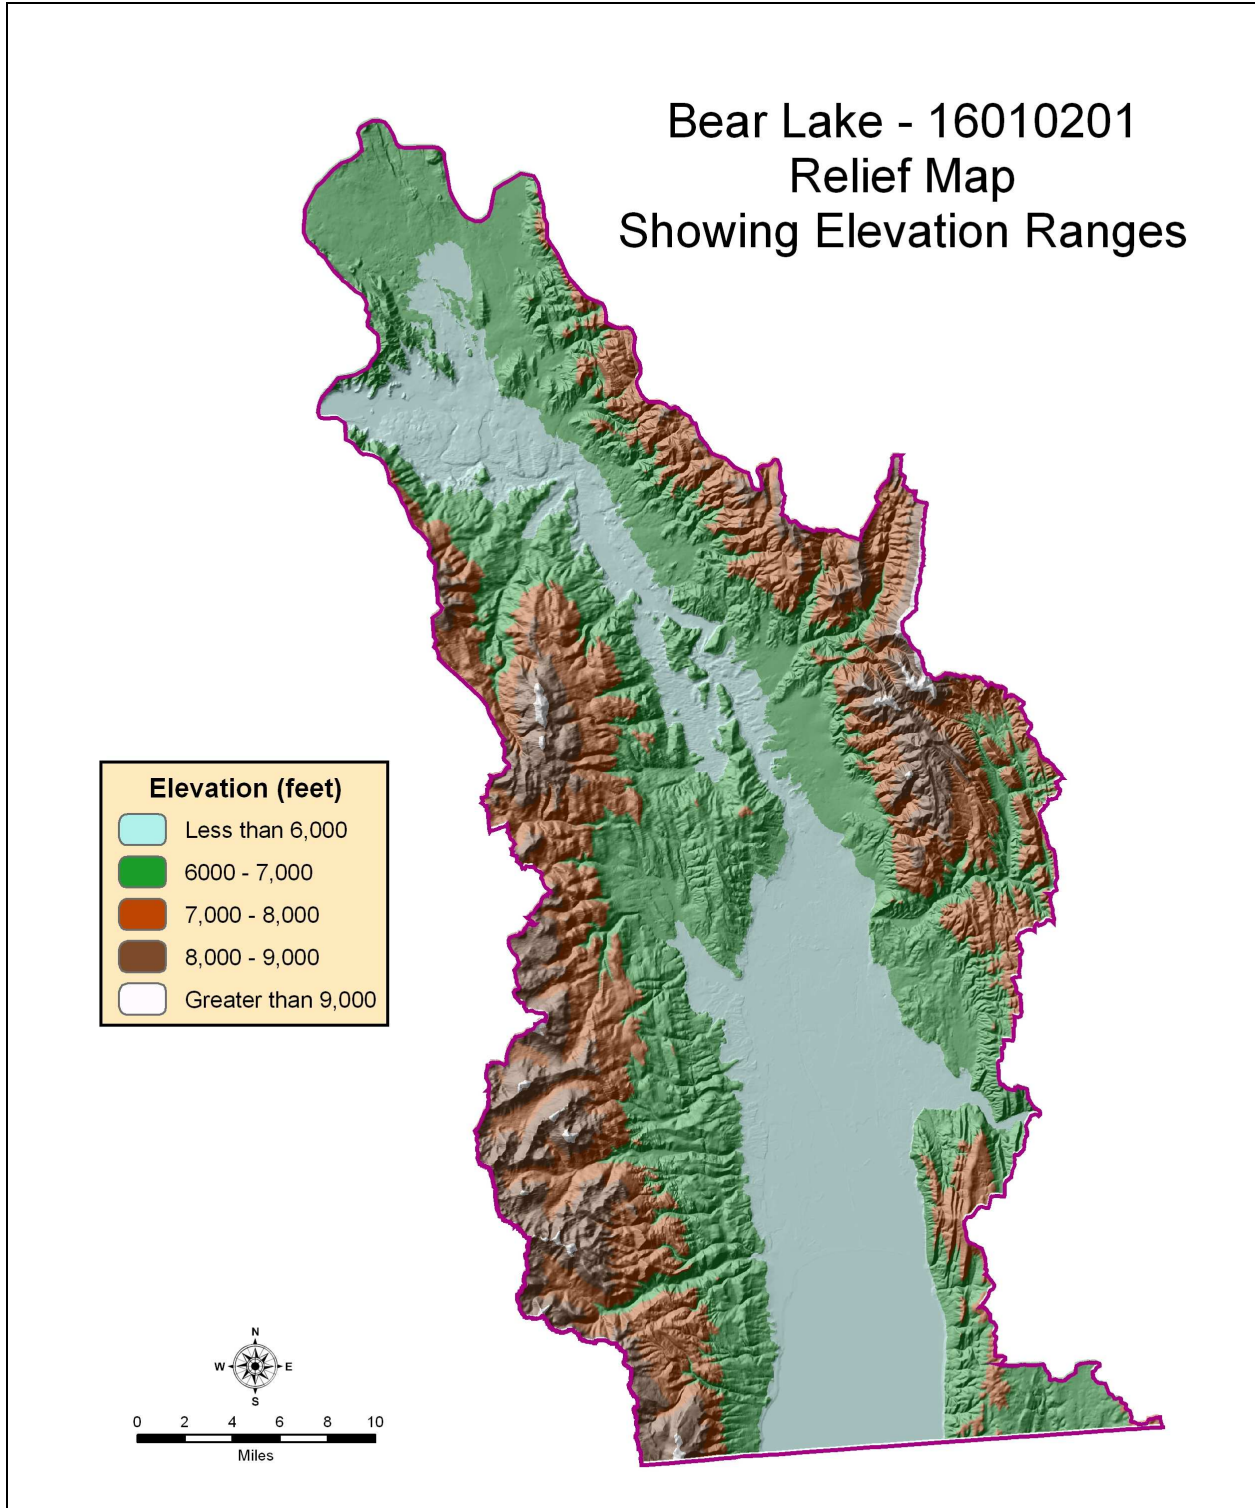 Bear Lake - 16010201
Relief Map
Showing Elevation Ranges
Elevation (feet)
Less than 6,000
6000 - 7,000
7,000 - 8,000
8,000 - 9,000
Greater than 9,000
N
W E
S
0 2 4 6 8 10
Miles